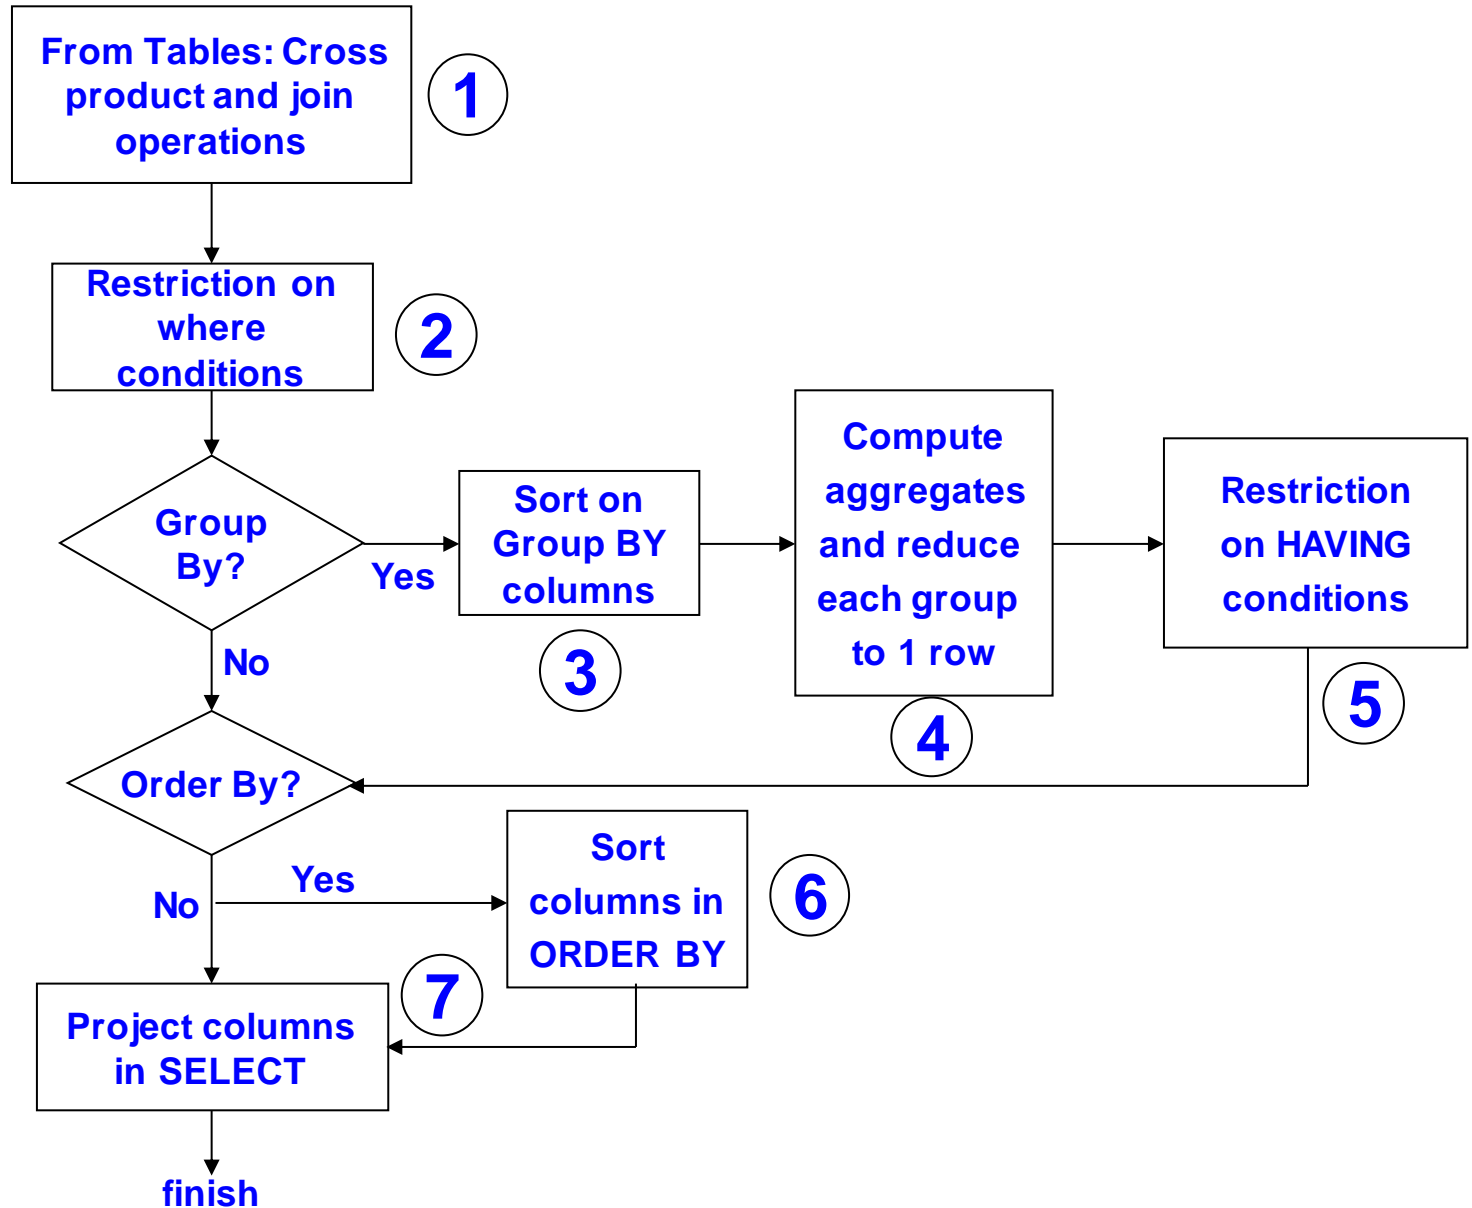 From Tables: Cross
product and join
operations
1
Restriction on
where
conditions
2
Group
By?
Yes
No
Sort on
Group BY
columns
3
Compute
aggregates
and reduce
each group
to 1 row
4
Restriction
on HAVING
conditions
5
Order By?
Yes
No
Sort
columns in
ORDER BY
6
7
Project columns
in SELECT
finish